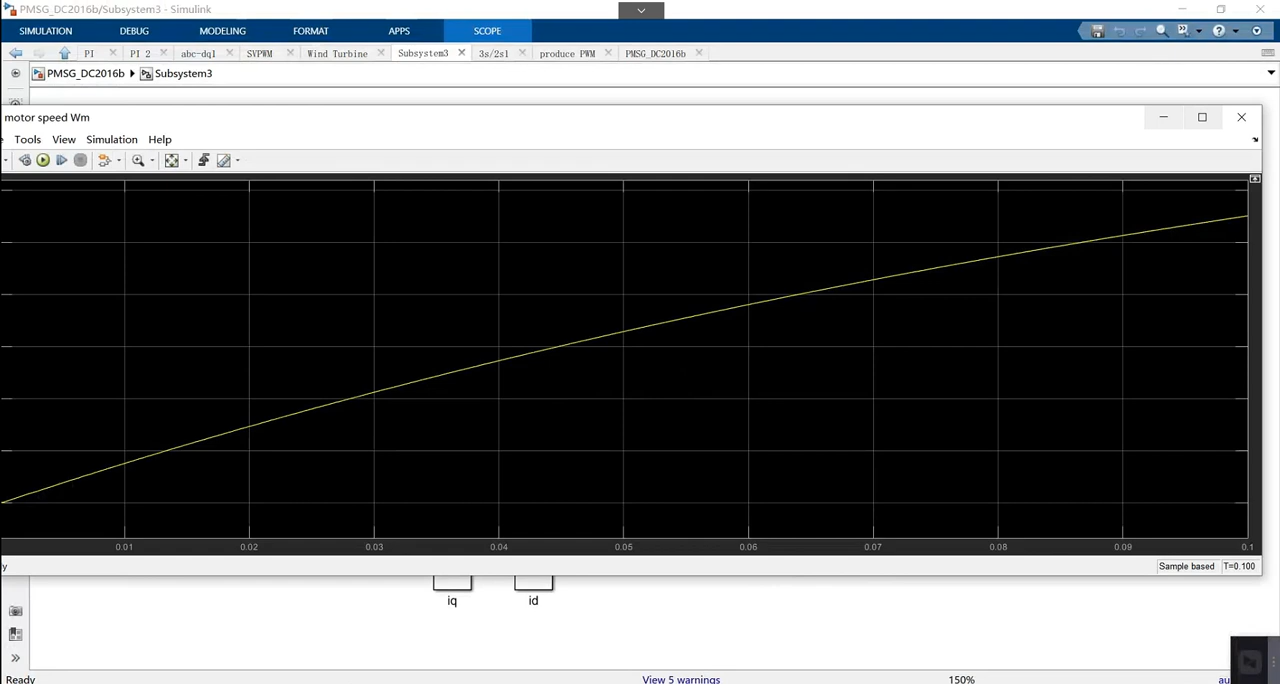 PMSG_DC2016b/Subsystem3 - Simulink
SIMULATION DEBUG MODELING FORMAT APPS SCOPE
PI PI 2 abc-dq1 SVPWM Wind Turbine Subsystem3 3s/2s1 produce PWM PMSG_DC2016b
PMSG_DC2016b Subsystem3
motor speed Wm
Tools View Simulation Help
0.01 0.02 0.03 0.04 0.05 0.06 0.07 0.08 0.09 0.1
Sample based T=0.100
iq id
Ready View 5 warnings 150%